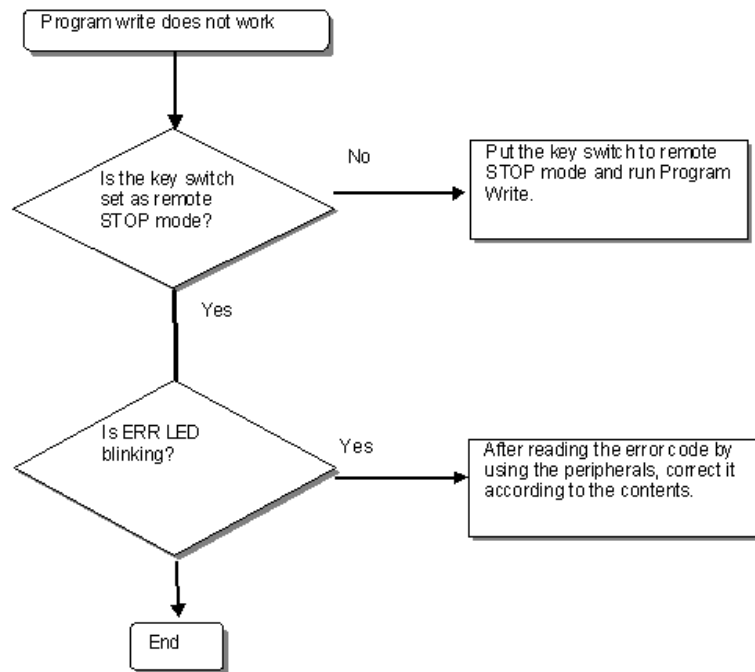 Program write does not work
Is the key switch
set as remote
STOP mode?
No
Put the key switch to remote
STOP mode and run Program
Write.
Yes
Is ERR LED
blinking?
Yes
After reading the error code by
using the peripherals, correct it
according to the contents.
End